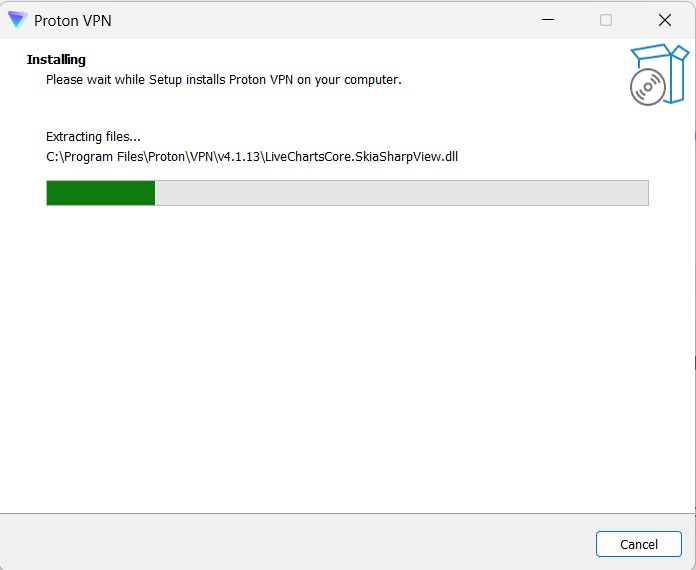 Proton VPN
Installing
Please wait while Setup installs Proton VPN on your computer.
Extracting files...
C:\Program Files\Proton\VPN\v4.1.13\LiveChartsCore.SkiaSharpView.dll
Cancel